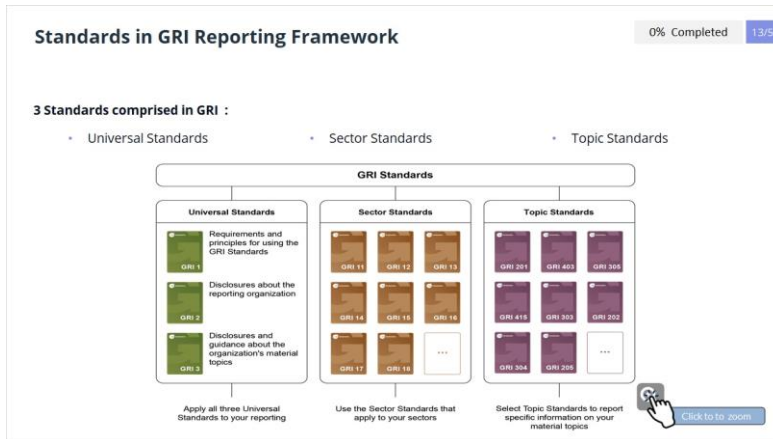 Standards in GRI Reporting Framework
0% Completed
13/5
3 Standards comprised in GRI :
• Universal Standards
• Sector Standards
• Topic Standards
GRI Standards
Universal Standards
GRI 1
Requirements and
principles for using the
GRI Standards
GRI 2
Disclosures about the
reporting organization
GRI 3
Disclosures and
guidance about the
organization's material
topics
Apply all three Universal
Standards to your reporting
Sector Standards
GRI 11 GRI 12 GRI 13
GRI 14 GRI 15 GRI 16
GRI 17 GRI 18 ...
Use the Sector Standards that
apply to your sectors
Topic Standards
GRI 201 GRI 403 GRI 305
GRI 415 GRI 303 GRI 202
GRI 304 GRI 205 ...
Select Topic Standards to report
specific information on your
material topics
Click to to zoom